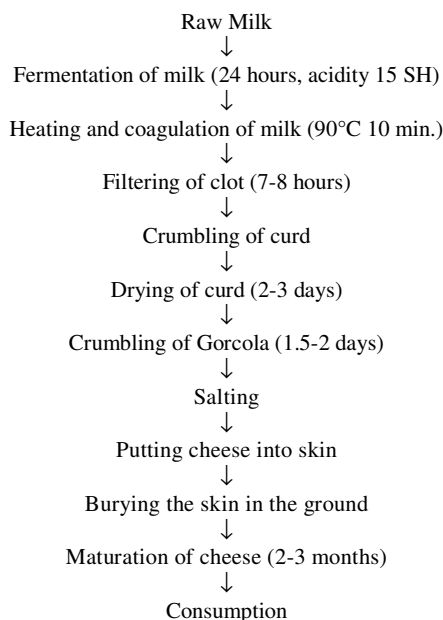 Raw Milk
↓
Fermentation of milk (24 hours, acidity 15 SH)
↓
Heating and coagulation of milk (90°C 10 min.)
↓
Filtering of clot (7-8 hours)
↓
Crumbling of curd
↓
Drying of curd (2-3 days)
↓
Crumbling of Gorcola (1.5-2 days)
↓
Salting
↓
Putting cheese into skin
↓
Burying the skin in the ground
↓
Maturation of cheese (2-3 months)
↓
Consumption